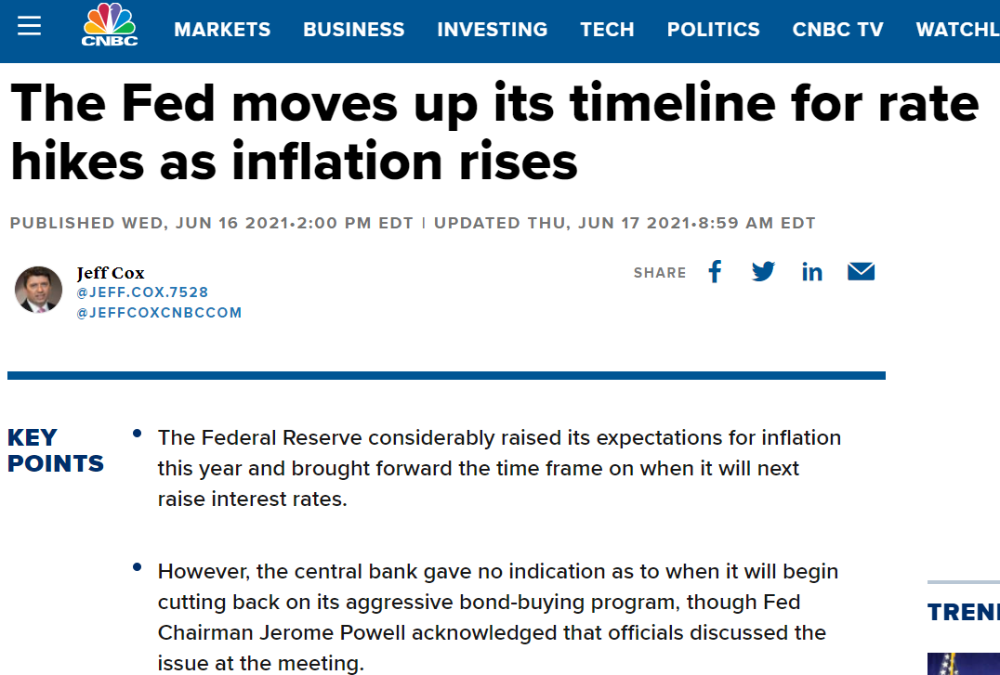 CNBC
MARKETS BUSINESS INVESTING TECH POLITICS CNBC TV WATCHL
The Fed moves up its timeline for rate
hikes as inflation rises
PUBLISHED WED, JUN 16 2021•2:00 PM EDT | UPDATED THU, JUN 17 2021•8:59 AM EDT
Jeff Cox
@JEFF.COX.7528
@JEFFCOXCNBCCOM
SHARE
KEY
POINTS
• The Federal Reserve considerably raised its expectations for inflation
this year and brought forward the time frame on when it will next
raise interest rates.
• However, the central bank gave no indication as to when it will begin
cutting back on its aggressive bond-buying program, though Fed
Chairman Jerome Powell acknowledged that officials discussed the
issue at the meeting.
TREN